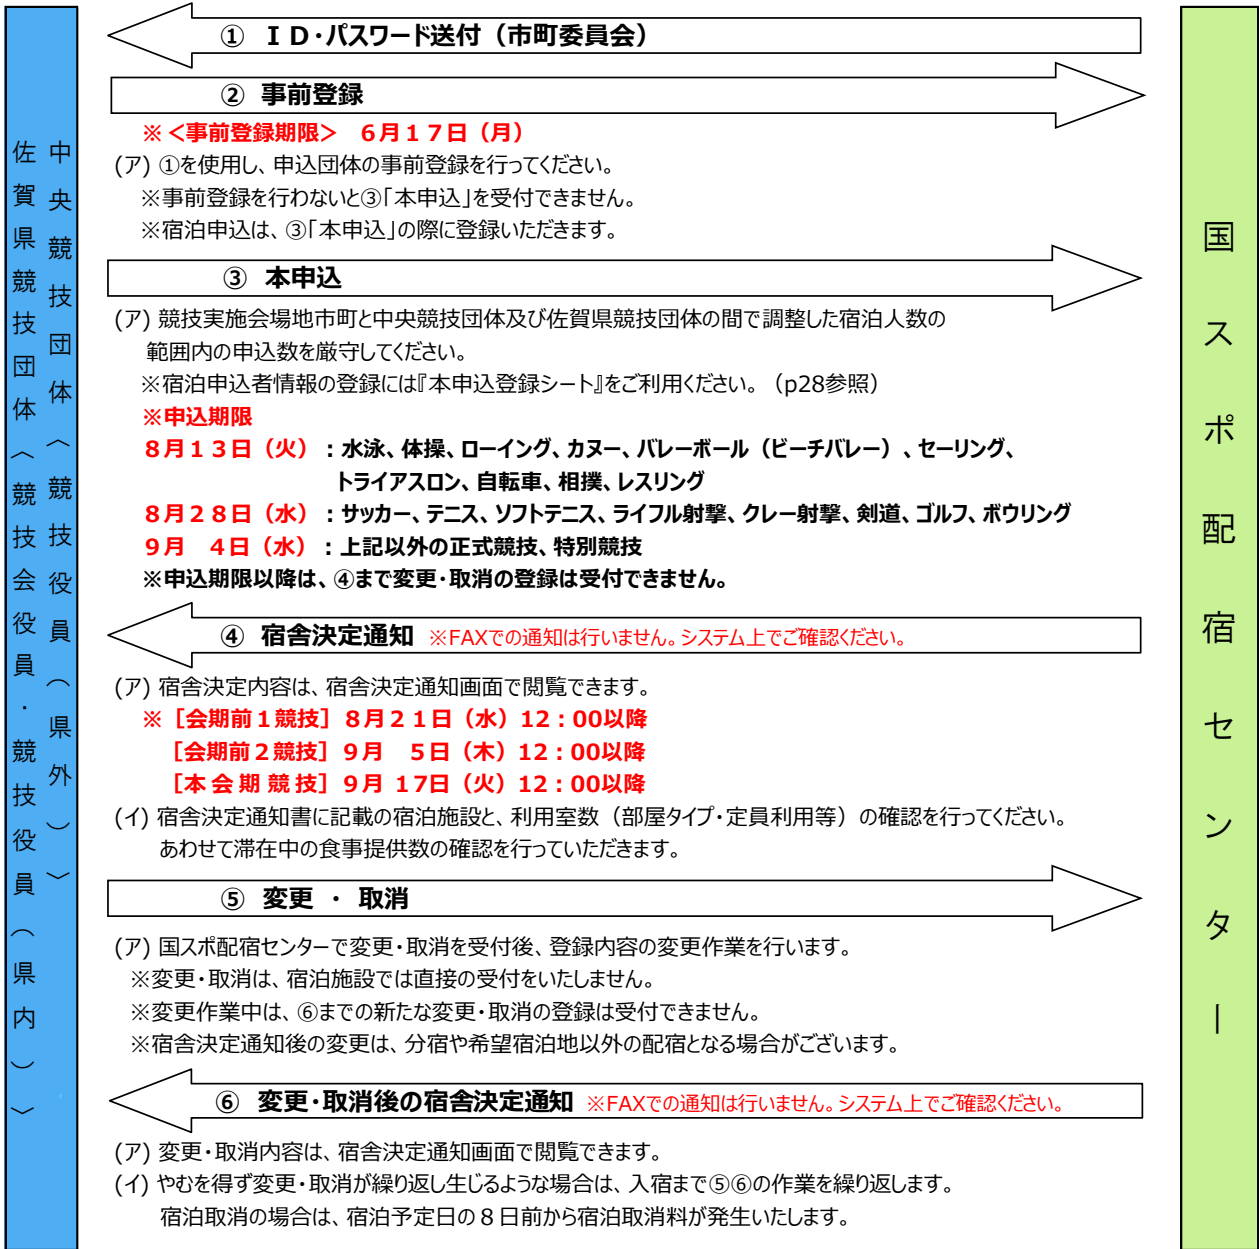 中央競技団体〈競技役員（県外）〉
佐賀県競技団体〈競技会役員・競技役員（県内）〉
① ＩＤ・パスワード送付（市町委員会）
② 事前登録
※＜事前登録期限＞　６月１７日（月）
(ア) ①を使用し、申込団体の事前登録を行ってください。
※事前登録を行わないと③「本申込」を受付できません。
※宿泊申込は、③「本申込」の際に登録いただきます。
③ 本申込
(ア) 競技実施会場地市町と中央競技団体及び佐賀県競技団体の間で調整した宿泊人数の
範囲内の申込数を厳守してください。
※宿泊申込者情報の登録には『本申込登録シート』をご利用ください。（p28参照）
※申込期限
８月１３日（火）：水泳、体操、ローイング、カヌー、バレーボール（ビーチバレー）、セーリング、
トライアスロン、自転車、相撲、レスリング
８月２８日（水）：サッカー、テニス、ソフトテニス、ライフル射撃、クレー射撃、剣道、ゴルフ、ボウリング
９月　４日（水）：上記以外の正式競技、特別競技
※申込期限以降は、④まで変更・取消の登録は受付できません。
④ 宿舎決定通知 ※FAXでの通知は行いません。システム上でご確認ください。
(ア) 宿舎決定内容は、宿舎決定通知画面で閲覧できます。
※［会期前１競技］８月２１日（水）12：00以降
［会期前２競技］９月　５日（木）12：00以降
［本会期競技］９月 17日（火）12：00以降
(イ) 宿舎決定通知書に記載の宿泊施設と、利用室数（部屋タイプ・定員利用等）の確認を行ってください。
あわせて滞在中の食事提供数の確認を行っていただきます。
⑤ 変更 ・ 取消
(ア) 国スポ配宿センターで変更・取消を受付後、登録内容の変更作業を行います。
※変更・取消は、宿泊施設では直接の受付をいたしません。
※変更作業中は、⑥までの新たな変更・取消の登録は受付できません。
※宿舎決定通知後の変更は、分宿や希望宿泊地以外の配宿となる場合がございます。
⑥ 変更・取消後の宿舎決定通知 ※FAXでの通知は行いません。システム上でご確認ください。
(ア) 変更・取消内容は、宿舎決定通知画面で閲覧できます。
(イ) やむを得ず変更・取消が繰り返し生じるような場合は、入宿まで⑤⑥の作業を繰り返します。
宿泊取消の場合は、宿泊予定日の８日前から宿泊取消料が発生いたします。
国スポ配宿センター